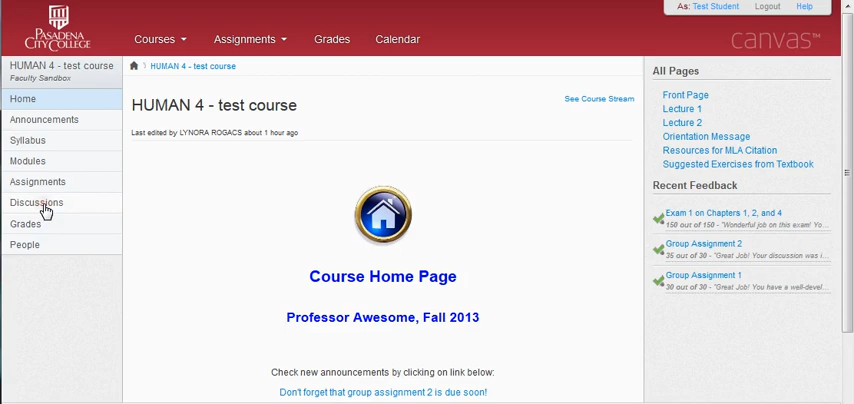 As: Test Student Logout Help
PASADENA
CITY COLLEGE
Courses Assignments Grades Calendar
canvas™
HUMAN 4 - test course
Faculty Sandbox
HUMAN 4 - test course
Home
Announcements
Syllabus
Modules
Assignments
Discussions
Grades
People
HUMAN 4 - test course
See Course Stream
Last edited by LYNORA ROGACS about 1 hour ago
Course Home Page
Professor Awesome, Fall 2013
Check new announcements by clicking on link below:
Don't forget that group assignment 2 is due soon!
All Pages
Front Page
Lecture 1
Lecture 2
Orientation Message
Resources for MLA Citation
Suggested Exercises from Textbook
Recent Feedback
Exam 1 on Chapters 1, 2, and 4
150 out of 150 - "Wonderful job on this exam! Yo...
Group Assignment 2
35 out of 30 - "Great Job! Your discussion was i...
Group Assignment 1
30 out of 30 - "Great Job! You have a well-devel...